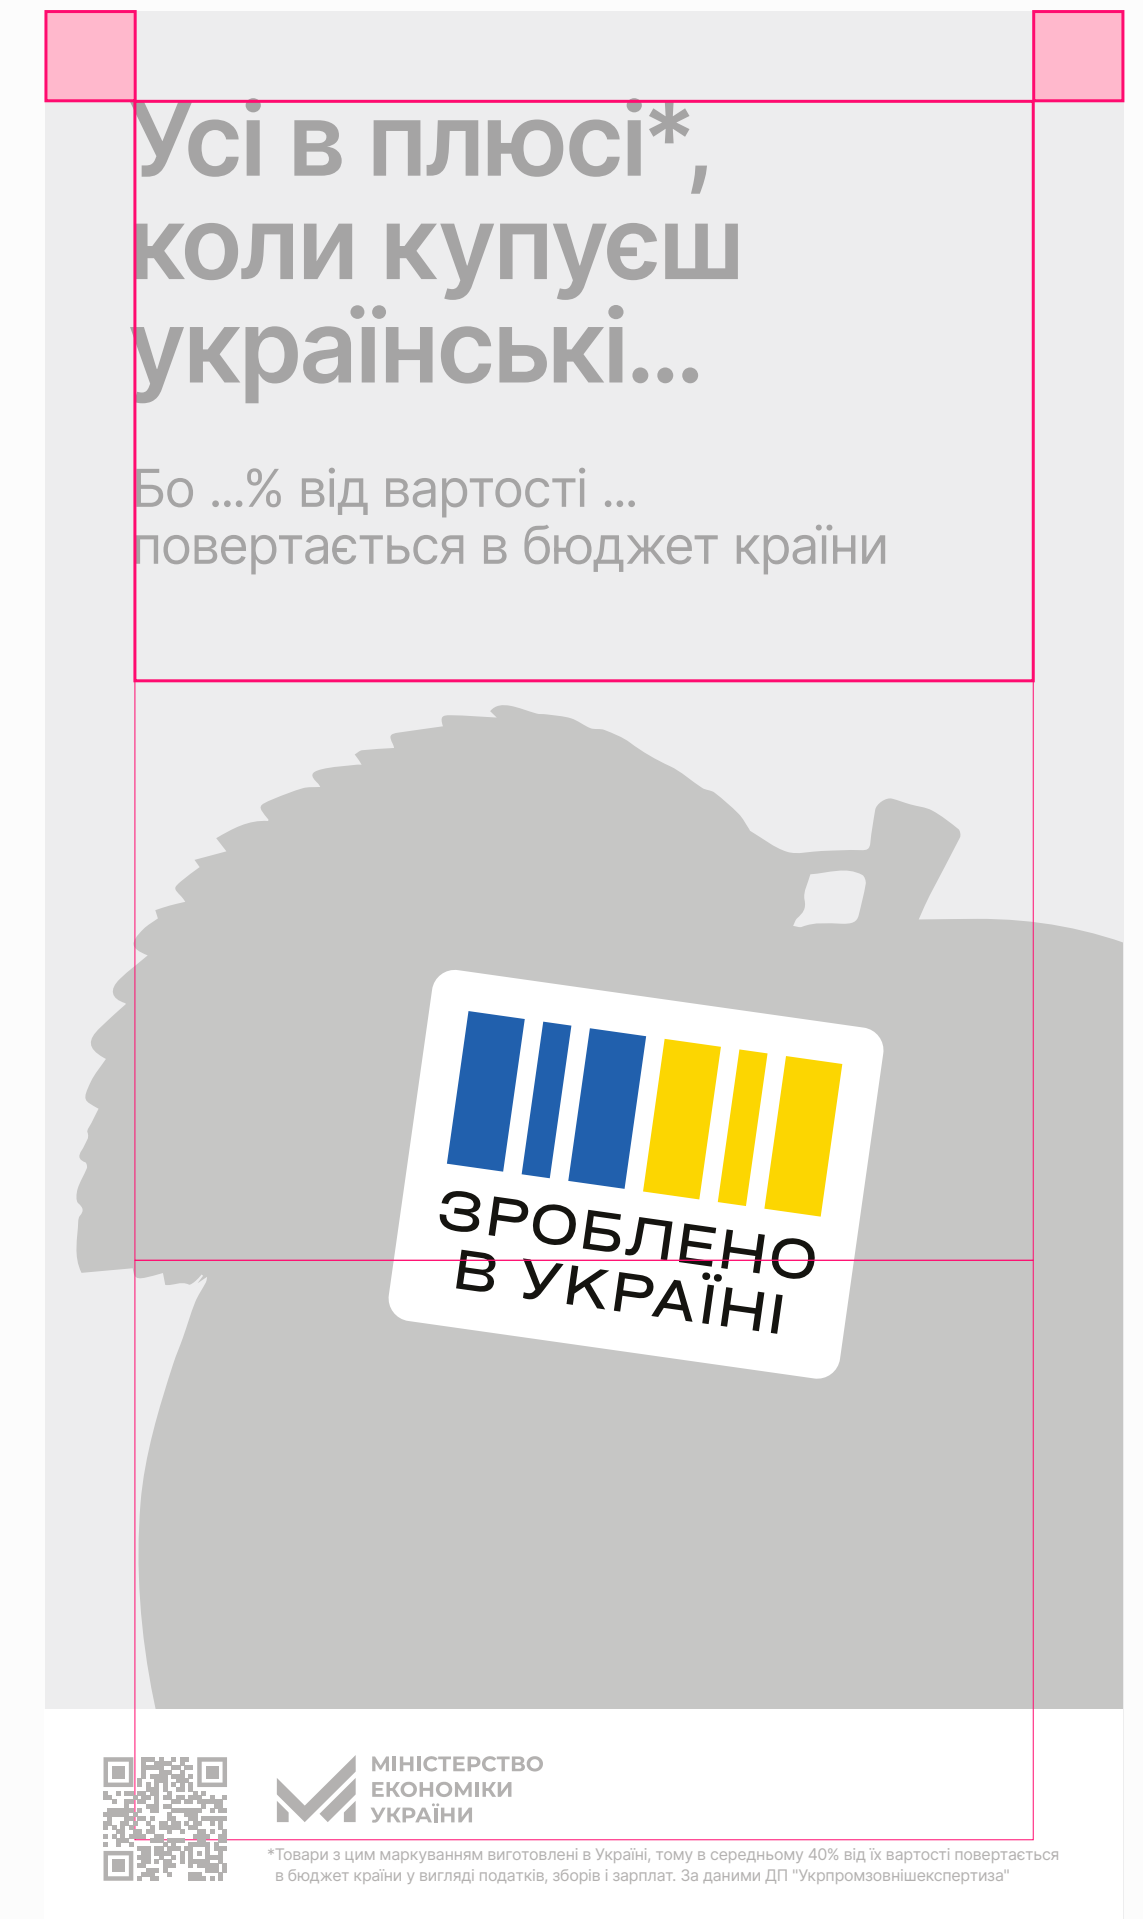 Усі в плюсі*,
коли купуєш
українські...
Бо ...% від вартості ...
повертається в бюджет країни
ЗРОБЛЕНО
В УКРАЇНІ
МІНІСТЕРСТВО
ЕКОНОМІКИ
УКРАЇНИ
*Товари з цим маркуванням виготовлені в Україні, тому в середньому 40% від їх вартості повертається
в бюджет країни у вигляді податків, зборів і зарплат. За даними ДП "Укрпромзовнішекспертиза"